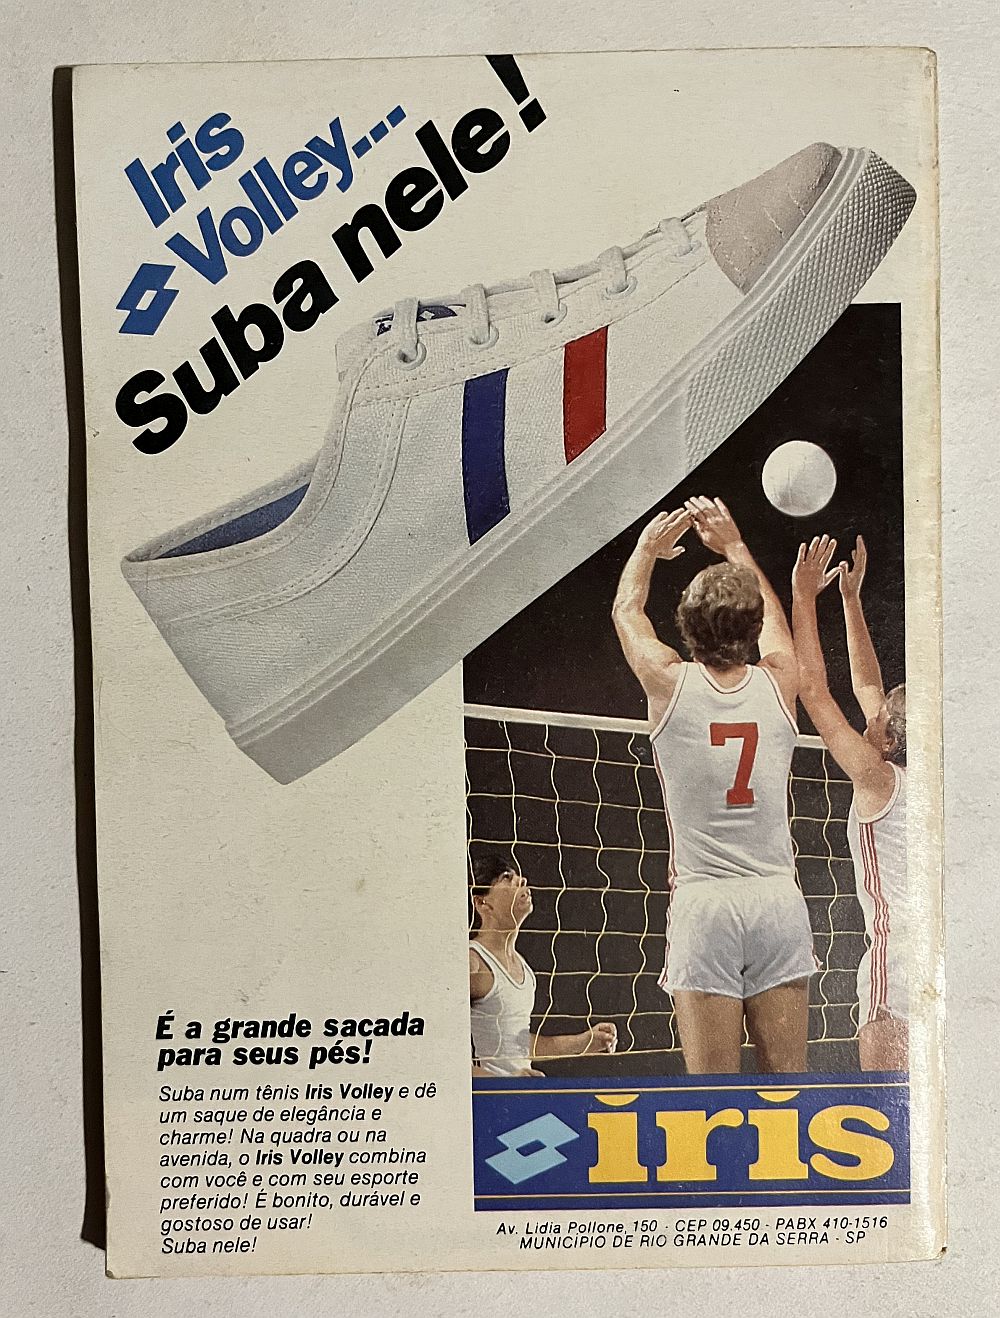 Iris
Volley...
Suba nele!
7
É a grande sacada
para seus pés!
Suba num tênis Iris Volley e dê
um saque de elegância e
charme! Na quadra ou na
avenida, o Iris Volley combina
com você e com seu esporte
preferido! É bonito, durável e
gostoso de usar!
Suba nele!
iris
Av. Lidia Pollone, 150 - CEP 09.450 - PABX 410-1516
MUNICÍPIO DE RIO GRANDE DA SERRA - SP